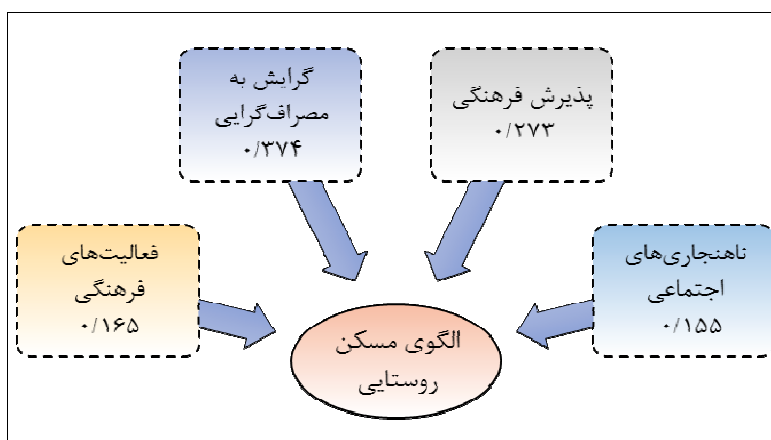 پذیرش فرهنگی
۰/۲۷۳
گرایش به
مصراف‌گرایی
۰/۳۷۴
ناهنجاری‌های
اجتماعی
۰/۱۵۵
فعالیت‌های
فرهنگی
۰/۱۶۵
الگوی مسکن
روستایی